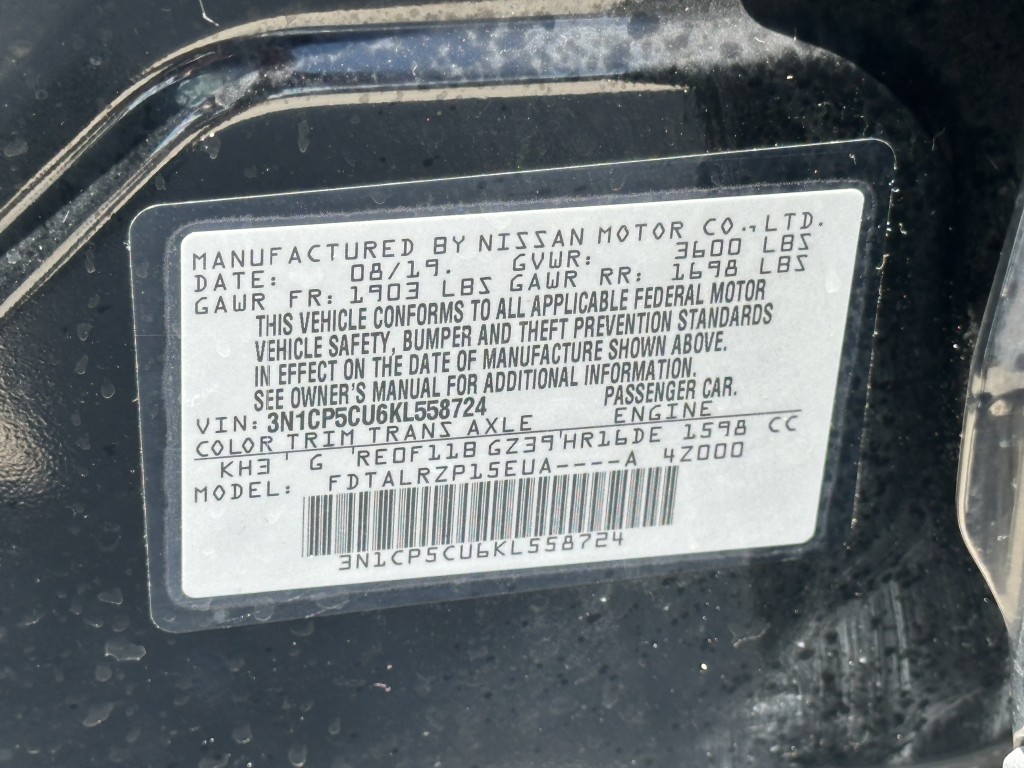 MANUFACTURED BY NISSAN MOTOR CO., LTD.
DATE: 08/19. GVWR: 3600 LBS
GAWR FR: 1903 LBS GAWR RR: 1698 LBS
THIS VEHICLE CONFORMS TO ALL APPLICABLE FEDERAL MOTOR
VEHICLE SAFETY, BUMPER AND THEFT PREVENTION STANDARDS
IN EFFECT ON THE DATE OF MANUFACTURE SHOWN ABOVE.
SEE OWNER'S MANUAL FOR ADDITIONAL INFORMATION.
VIN: 3N1CP5CU6KL558724 PASSENGER CAR.
COLOR TRIM TRANS AXLE ENGINE
KH3 ' G 'RE0F11B GZ39'HR16DE 1598 CC
MODEL: FDTALRZP15EUA----A 4Z000
3N1CP5CU6KL558724